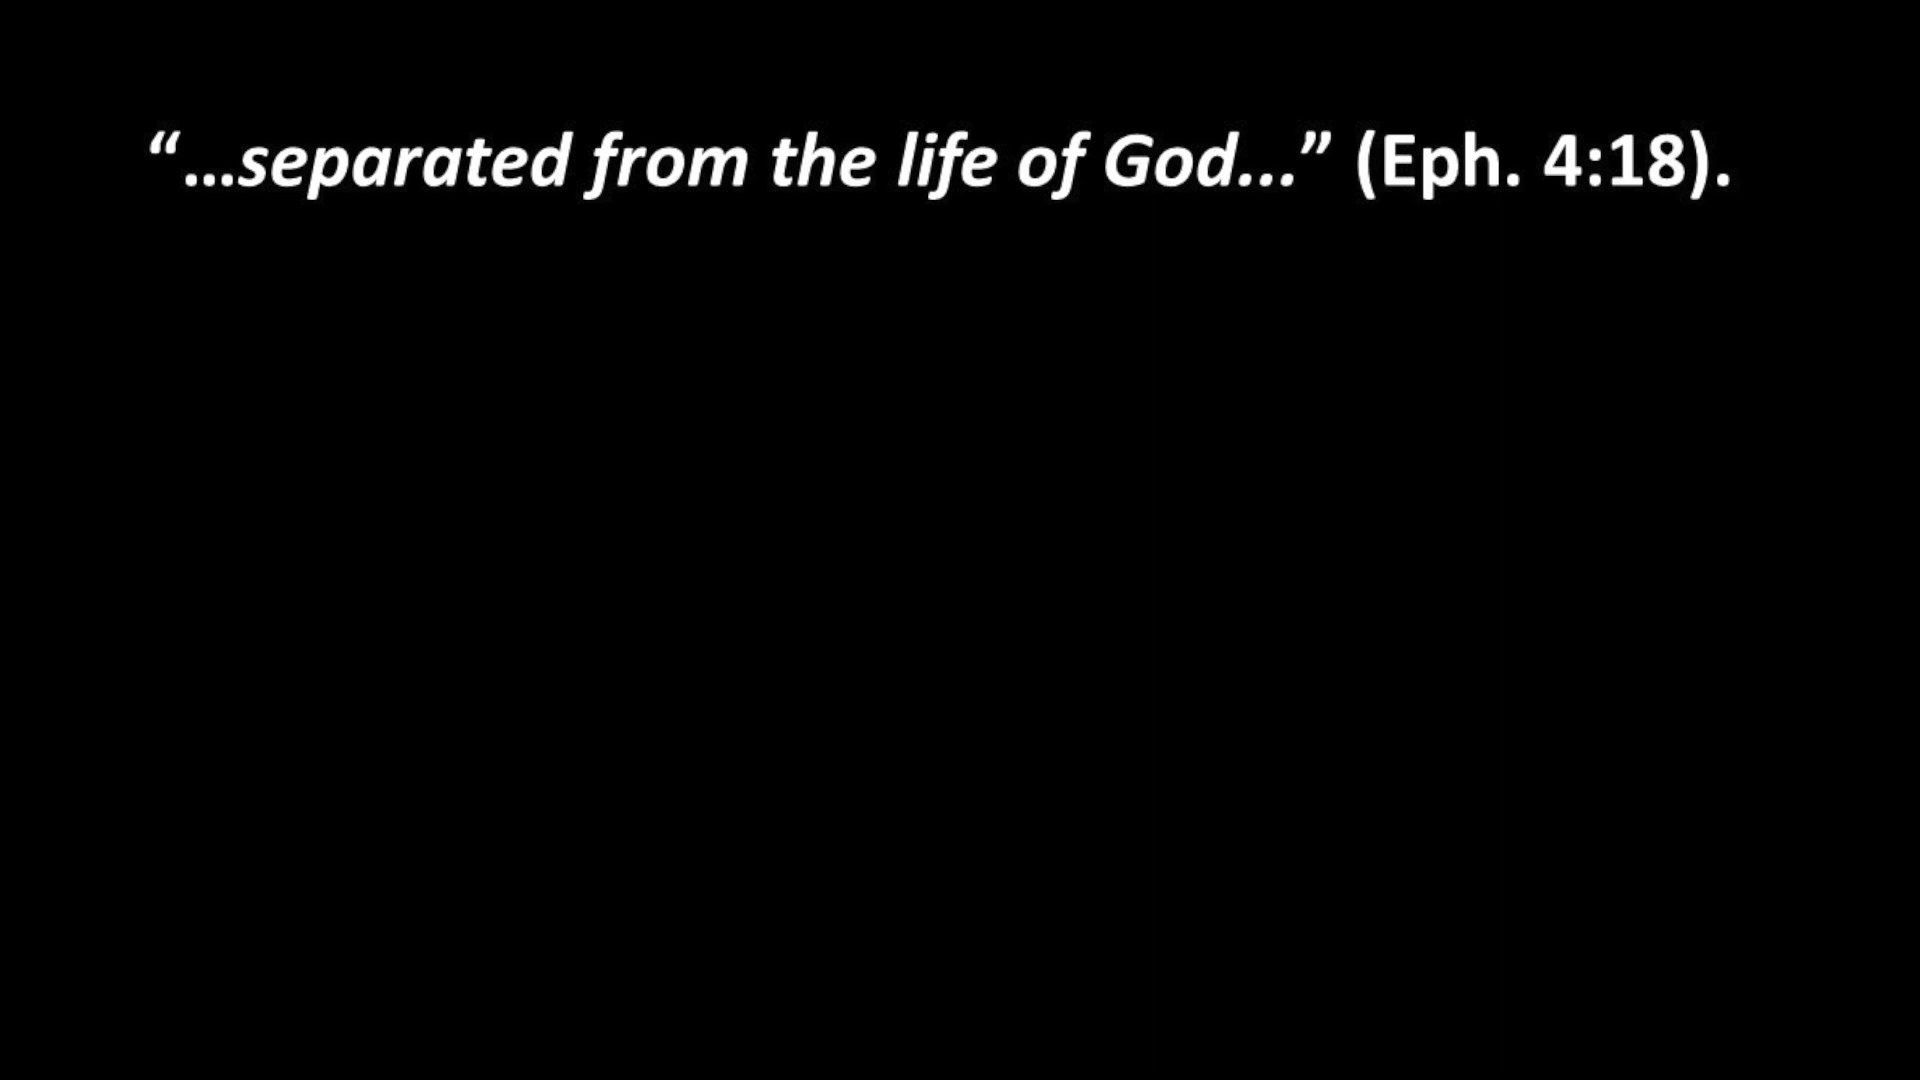 “…separated from the life of God...” (Eph. 4:18).